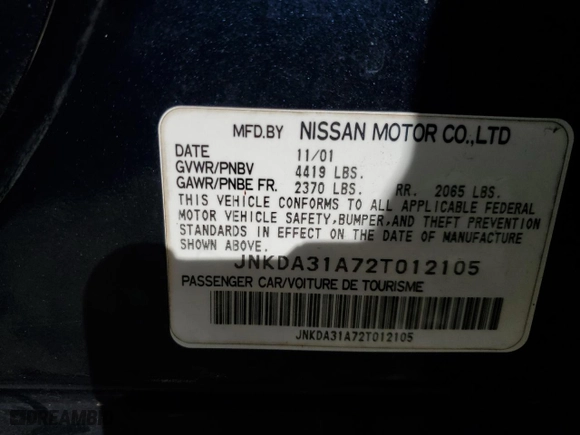 MFD.BY NISSAN MOTOR CO.,LTD
DATE 11/01
GVWR/PNBV 4419 LBS.
GAWR/PNBE FR. 2370 LBS. RR. 2065 LBS.
THIS VEHICLE CONFORMS TO ALL APPLICABLE FEDERAL
MOTOR VEHICLE SAFETY,BUMPER,AND THEFT PREVENTION
STANDARDS IN EFFECT ON THE DATE OF MANUFACTURE
SHOWN ABOVE.
JNKDA31A72T012105
PASSENGER CAR/VOITURE DE TOURISME
JNKDA31A72T012105